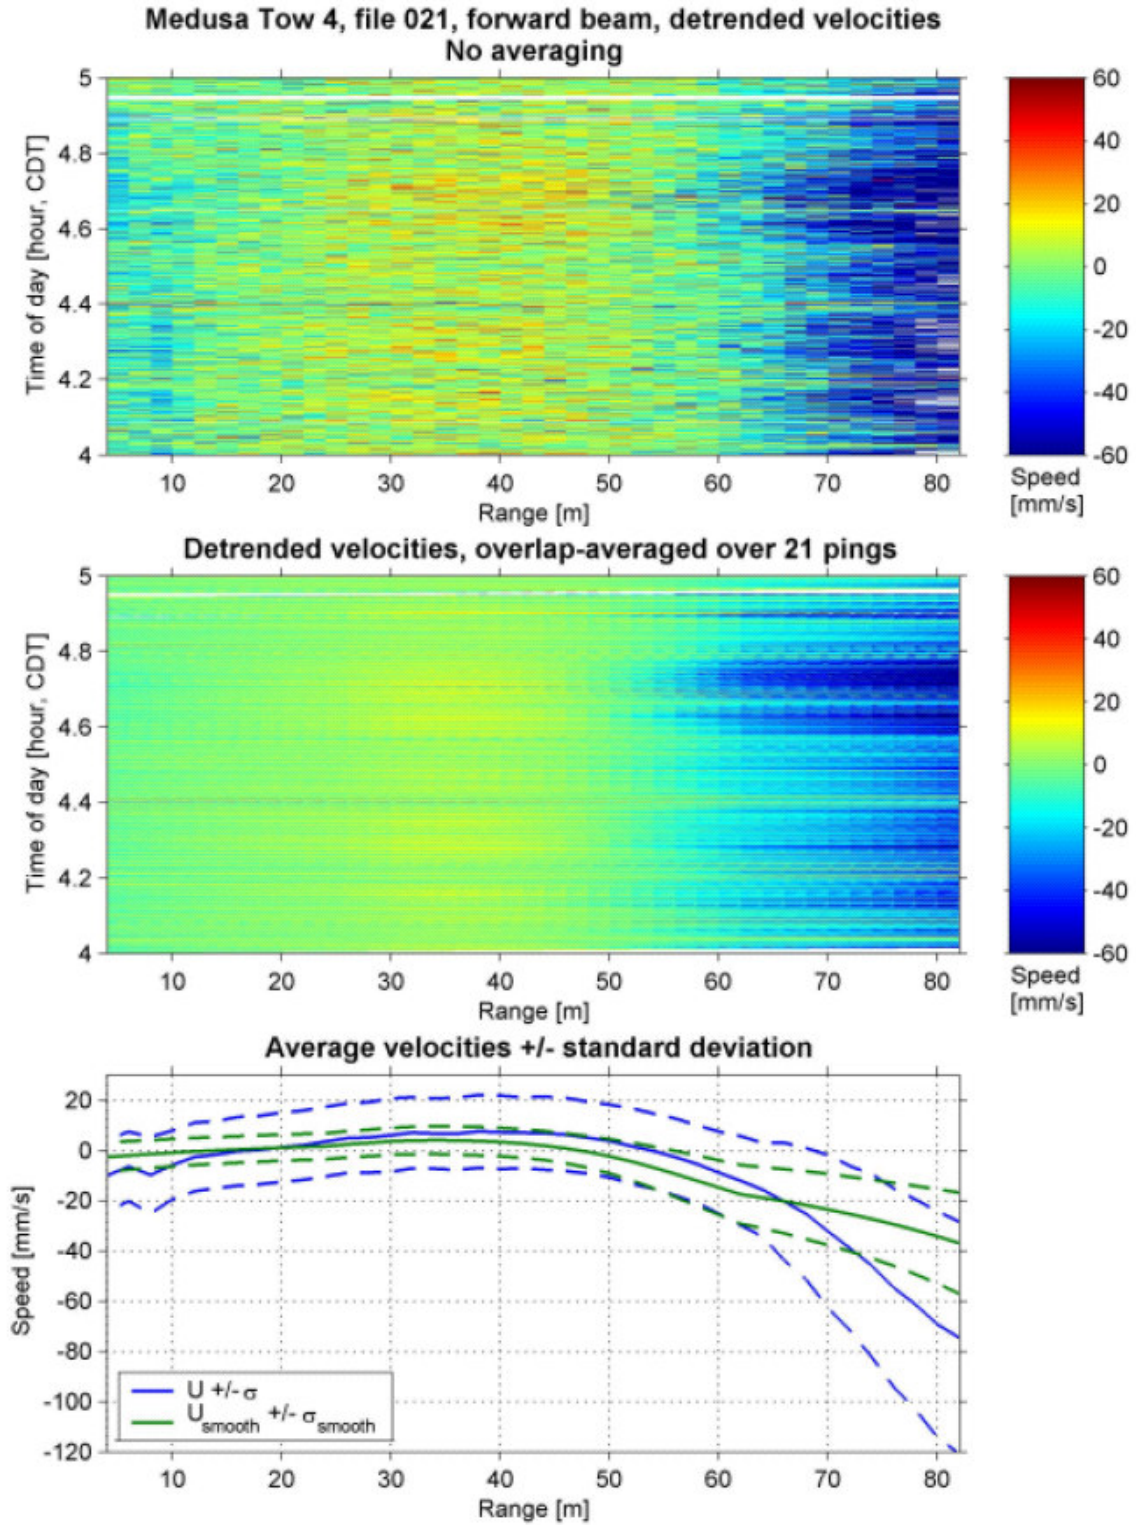 Medusa Tow 4, file 021, forward beam, detrended velocities
No averaging
5
4.8
4.6
4.4
4.2
4
Time of day [hour, CDT]
10 20 30 40 50 60 70 80
Range [m]
60
40
20
0
-20
-40
-60
Speed
[mm/s]
Detrended velocities, overlap-averaged over 21 pings
5
4.8
4.6
4.4
4.2
4
Time of day [hour, CDT]
10 20 30 40 50 60 70 80
Range [m]
60
40
20
0
-20
-40
-60
Speed
[mm/s]
Average velocities +/- standard deviation
20
0
-20
-40
-60
-80
-100
-120
Speed [mm/s]
U +/- σ
U smooth +/- σ smooth
10 20 30 40 50 60 70 80
Range [m]